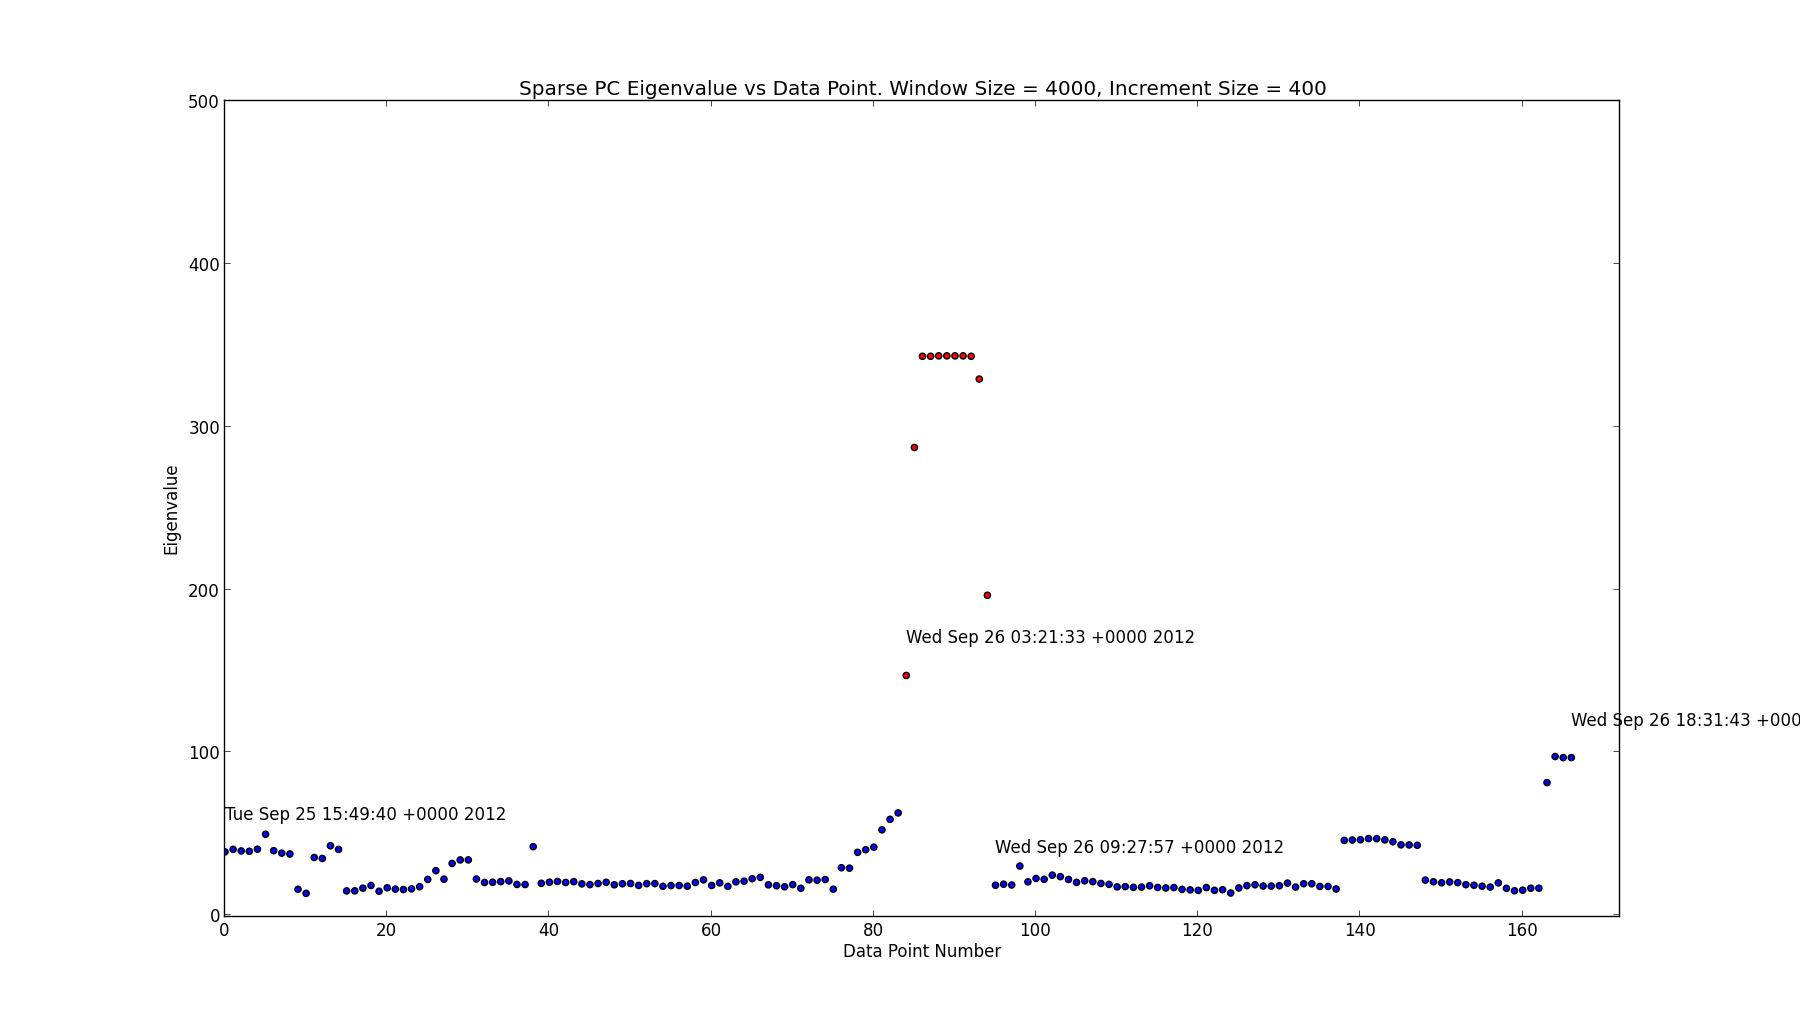 Sparse PC Eigenvalue vs Data Point. Window Size = 4000, Increment Size = 400
500
400
300
200
100
0
Eigenvalue
Wed Sep 26 03:21:33 +0000 2012
Wed Sep 26 18:31:43 +000
Tue Sep 25 15:49:40 +0000 2012
Wed Sep 26 09:27:57 +0000 2012
0 20 40 60 80 100 120 140 160
Data Point Number